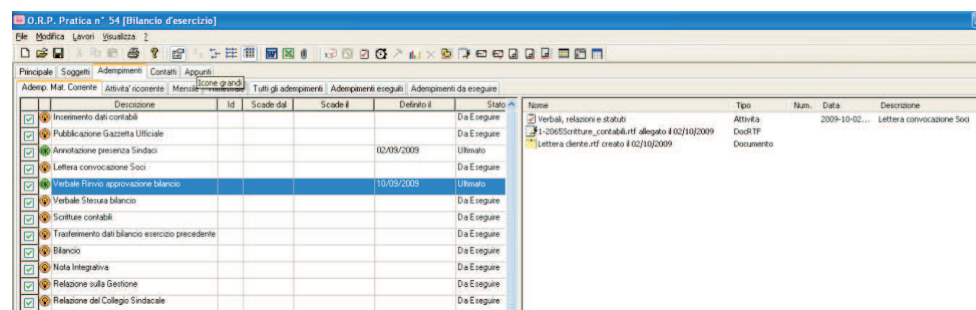 O.R.P. Pratica n° 54 [Bilancio d'esercizio]
File Modifica Lavori Visualizza ?
Principale Soggetti Adempimenti Contatti Appunti
Icone grandi
Ademp. Mat. Corrente Attivita' ricorrente Mensile Tutti gli adempimenti Adempimenti eseguiti Adempimenti da eseguire
Descrizione Id Scade dal Scade il Definito il Stato
Inserimento dati contabili Da Eseguire
Pubblicazione Gazzetta Ufficiale Da Eseguire
Annotazione presenza Sindaci 02/09/2009 Ultimato
Lettera convocazione Soci Da Eseguire
Verbale Rinvio approvazione bilancio 10/09/2009 Ultimato
Verbale Stesura bilancio Da Eseguire
Scritture contabili Da Eseguire
Trasferimento dati bilancio esercizio precedente Da Eseguire
Bilancio Da Eseguire
Nota Integrativa Da Eseguire
Relazione sulla Gestione Da Eseguire
Relazione del Collegio Sindacale Da Eseguire
Nome Tipo Num. Data Descrizione
Verbali, relazioni e statuti Attivita 2009-10-02... Lettera convocazione Soci
1-20655critture_contabili.rtf allegato il 02/10/2009 DocRTF
Lettera cliente.rtf creato il 02/10/2009 Documento